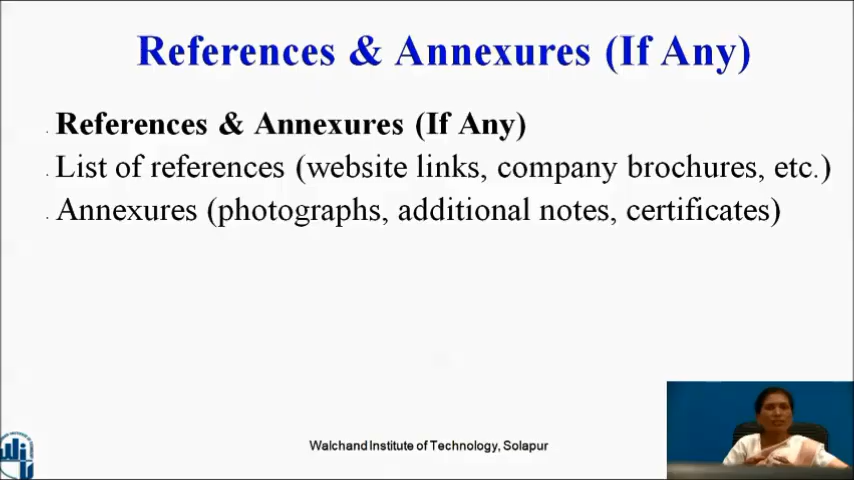 References & Annexures (If Any)
References & Annexures (If Any)
List of references (website links, company brochures, etc.)
Annexures (photographs, additional notes, certificates)
Walchand Institute of Technology, Solapur